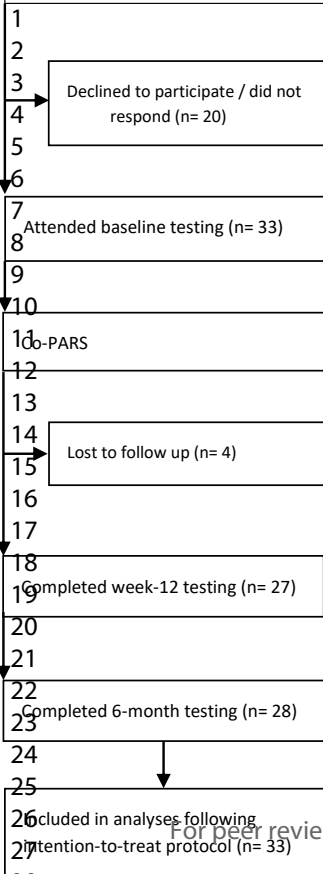 1
2
3
Declined to participate / did not
4
respond (n= 20)
5
6
7
Attended baseline testing (n= 33)
8
9
10
11
Co-PARS
12
13
14
Lost to follow up (n= 4)
15
16
17
18
Completed week-12 testing (n= 27)
19
20
21
22
Completed 6-month testing (n= 28)
23
24
25
26
Included in analyses following
For peer revie
27
intention-to-treat protocol (n= 33)